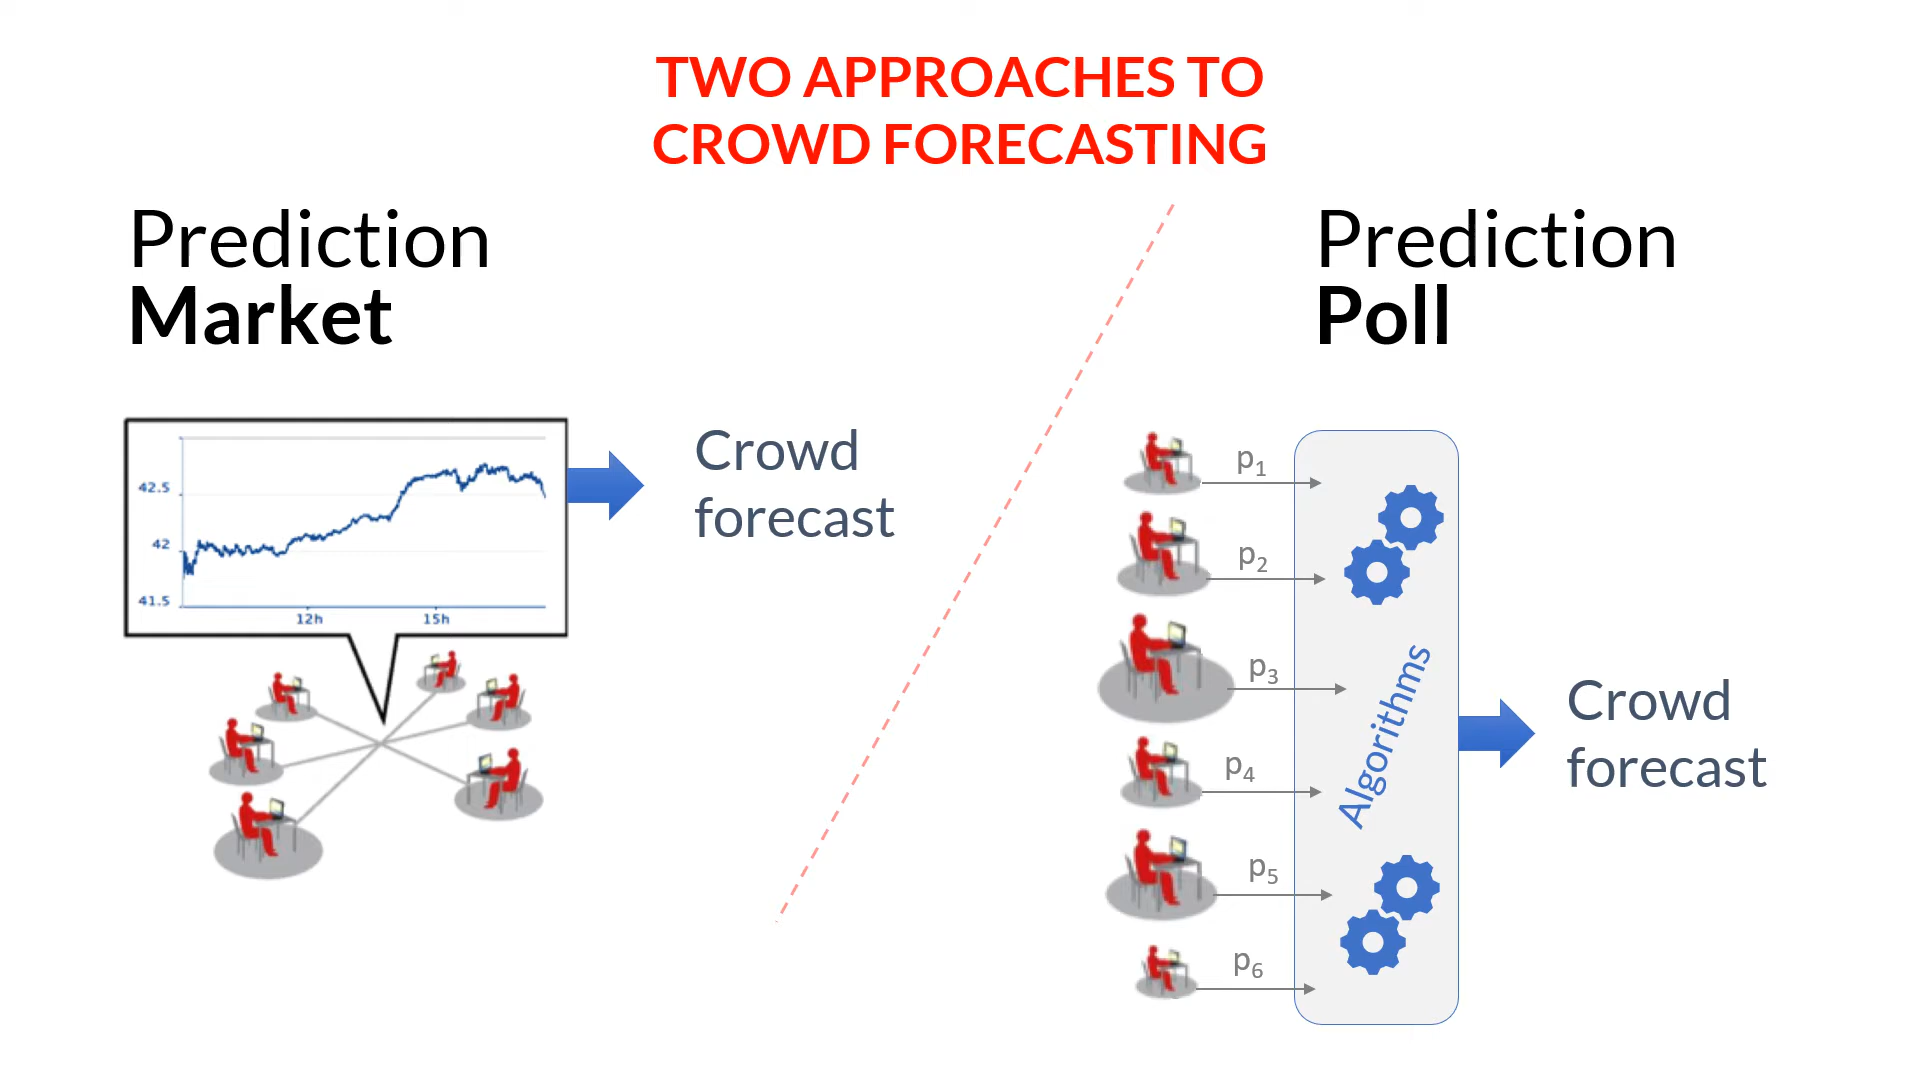 TWO APPROACHES TO
CROWD FORECASTING
Prediction
Market
42.5
42
41.5
12h
15h
Crowd
forecast
Prediction
Poll
p1
p2
p3
p4
p5
p6
Algorithms
Crowd
forecast